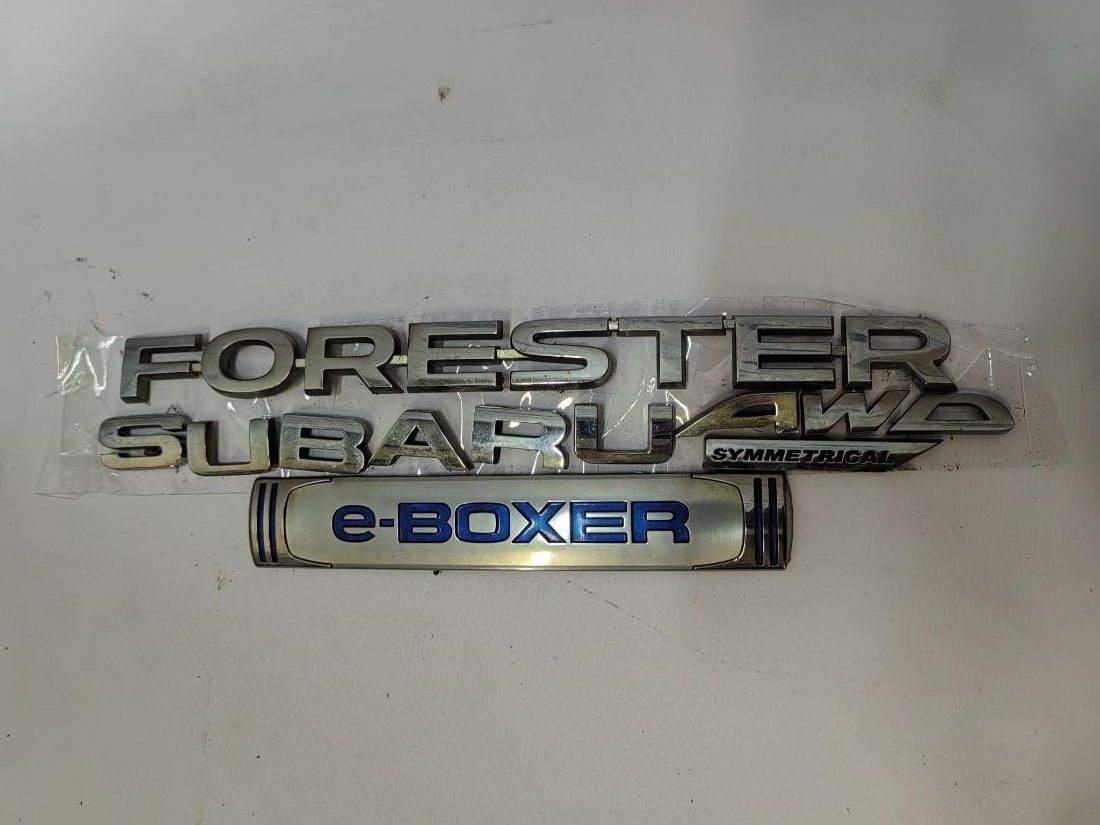 FORESTER
SUBARU AWD
SYMMETRICAL
e-BOXER